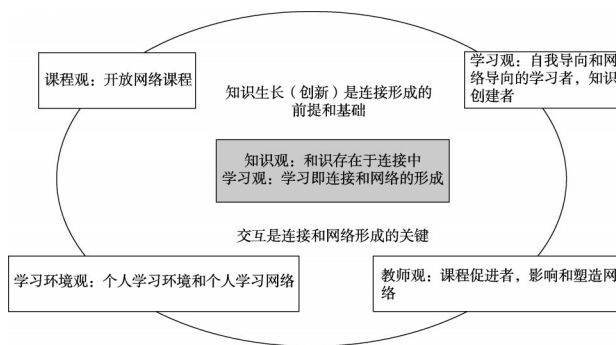 课程观：开放网络课程
学习观：自我导向和网
络导向的学习者，知识
创建者
知识生长（创新）是连接形成的
前提和基础
知识观：和识存在于连接中
学习观：学习即连接和网络的形成
交互是连接和网络形成的关键
学习环境观：个人学习环境和个人学习网络
教师观：课程促进者，影响和塑造网
络